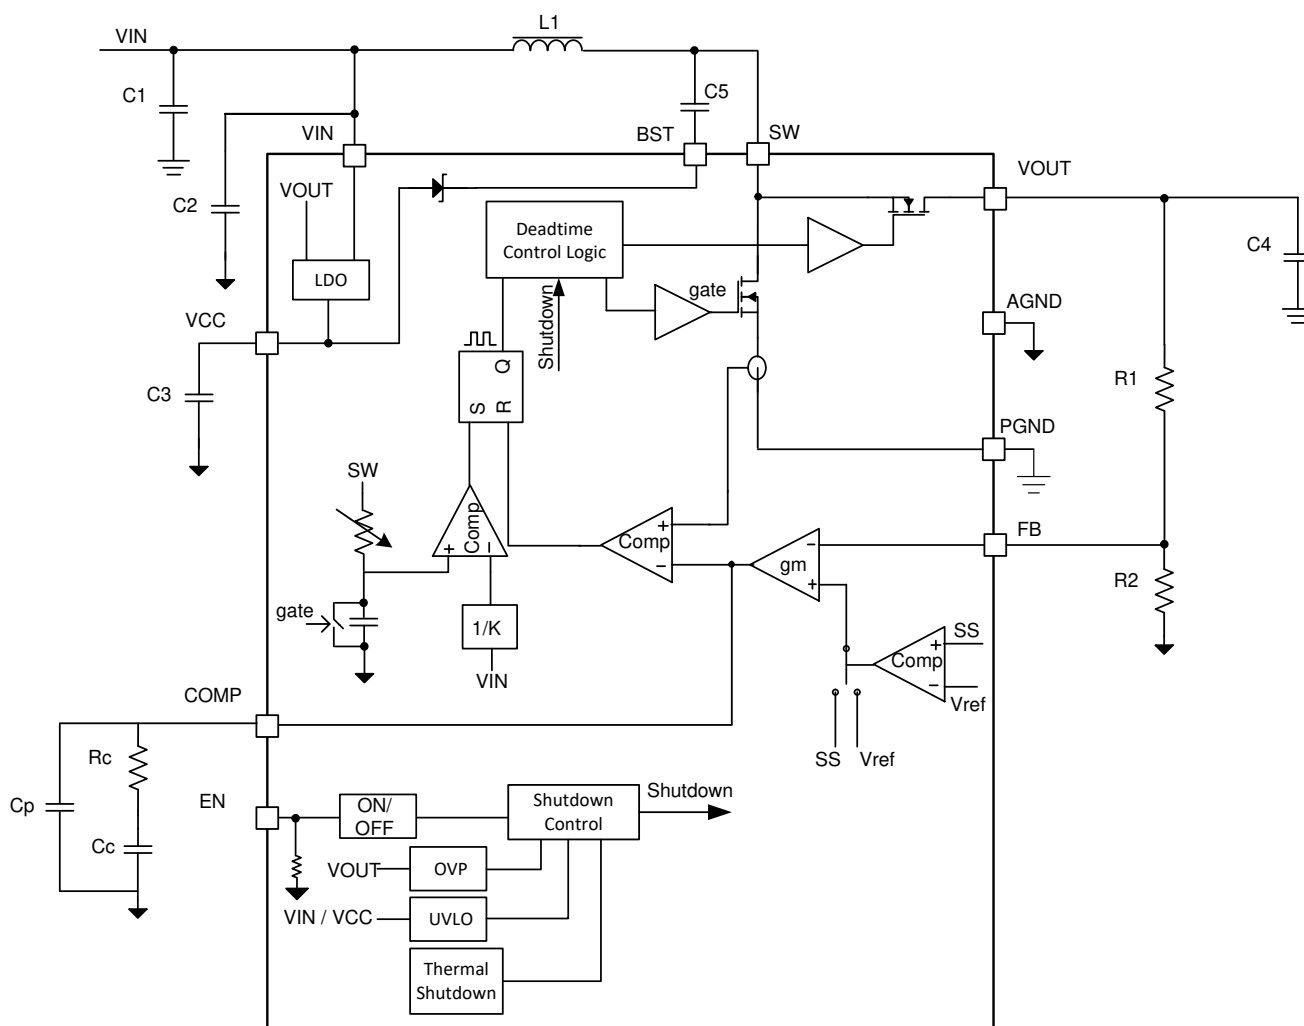 L1
VIN
C1
C5
VIN
BST
SW
VOUT
VOUT
C2
Deadtime
Control Logic
C4
LDO
gate
AGND
VCC
Shutdown
Q
R1
C3
S
R
PGND
SW
Comp
+
−
Comp
+
−
gm
−
+
FB
R2
gate
1/K
SS
Comp
+
−
VIN
Vref
COMP
SS
Vref
Rc
Cp
EN
ON/
OFF
Shutdown
Control
Shutdown
Cc
VOUT
OVP
VIN / VCC
UVLO
Thermal
Shutdown